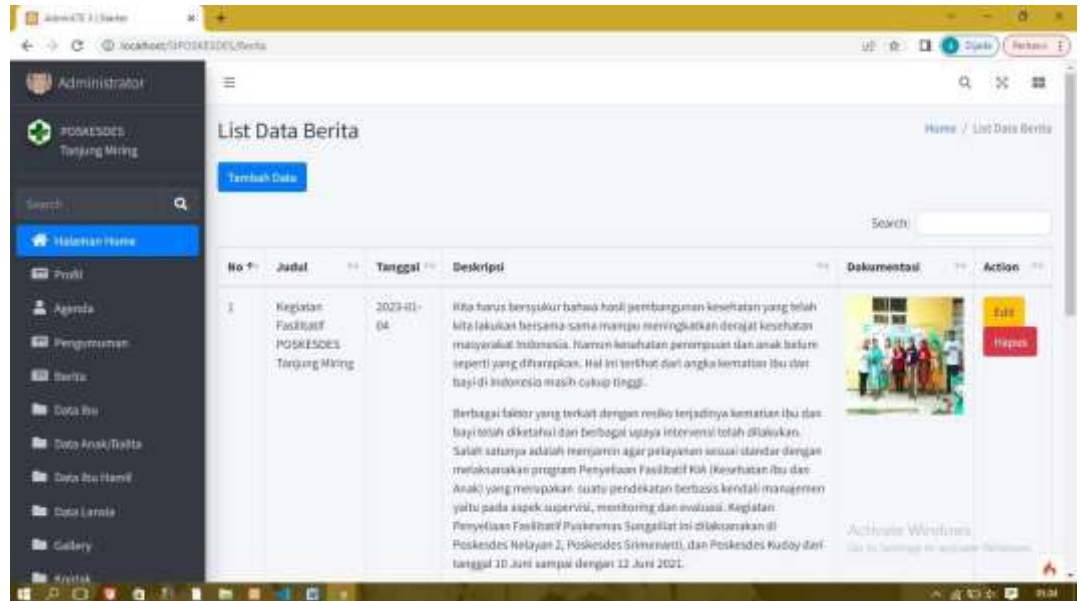 AdminLTE 3 | Starter
localhost/SIPOSKESDES/Berita
Administrator
POSKESDES
Tanjung Miring
Search
Halaman Home
Profil
Agenda
Pengumuman
Berita
Data Ibu
Data Anak/Balita
Data Ibu Hamil
Data Lansia
Gallery
Kontak
List Data Berita
Home / List Data Berita
Tambah Data
Search:
No Judul Tanggal Deskripsi Dokumentasi Action
1
Kegiatan
Fasilitatif
POSKESDES
Tanjung Miring
2023-01-
04
Kita harus bersyukur bahwa hasil pembangunan kesehatan yang telah
kita lakukan bersama-sama mampu meningkatkan derajat kesehatan
masyarakat Indonesia. Namun kesehatan perempuan dan anak belum
seperti yang diharapkan. Hal ini terlihat dari angka kematian ibu dan
bayi di Indonesia masih cukup tinggi.
Berbagai faktor yang terkait dengan resiko terjadinya kematian ibu dan
bayi telah diketahui dan berbagai upaya intervensi telah dilakukan.
Salah satunya adalah menjamin agar pelayanan sesuai standar dengan
melaksanakan program Penyeliaan Fasilitatif KIA (Kesehatan Ibu dan
Anak) yang merupakan suatu pendekatan berbasis kendali manajemen
yaitu pada aspek supervisi, monitoring dan evaluasi. Kegiatan
Penyeliaan Fasilitatif Puskesmas Sungailiat ini dilaksanakan di
Poskesdes Nelayan 2, Poskesdes Srimenanti, dan Poskesdes Kuday dari
tanggal 10 Juni sampai dengan 12 Juni 2021.
Edit
Hapus
Activate Windows
Go to Settings to activate Windows.